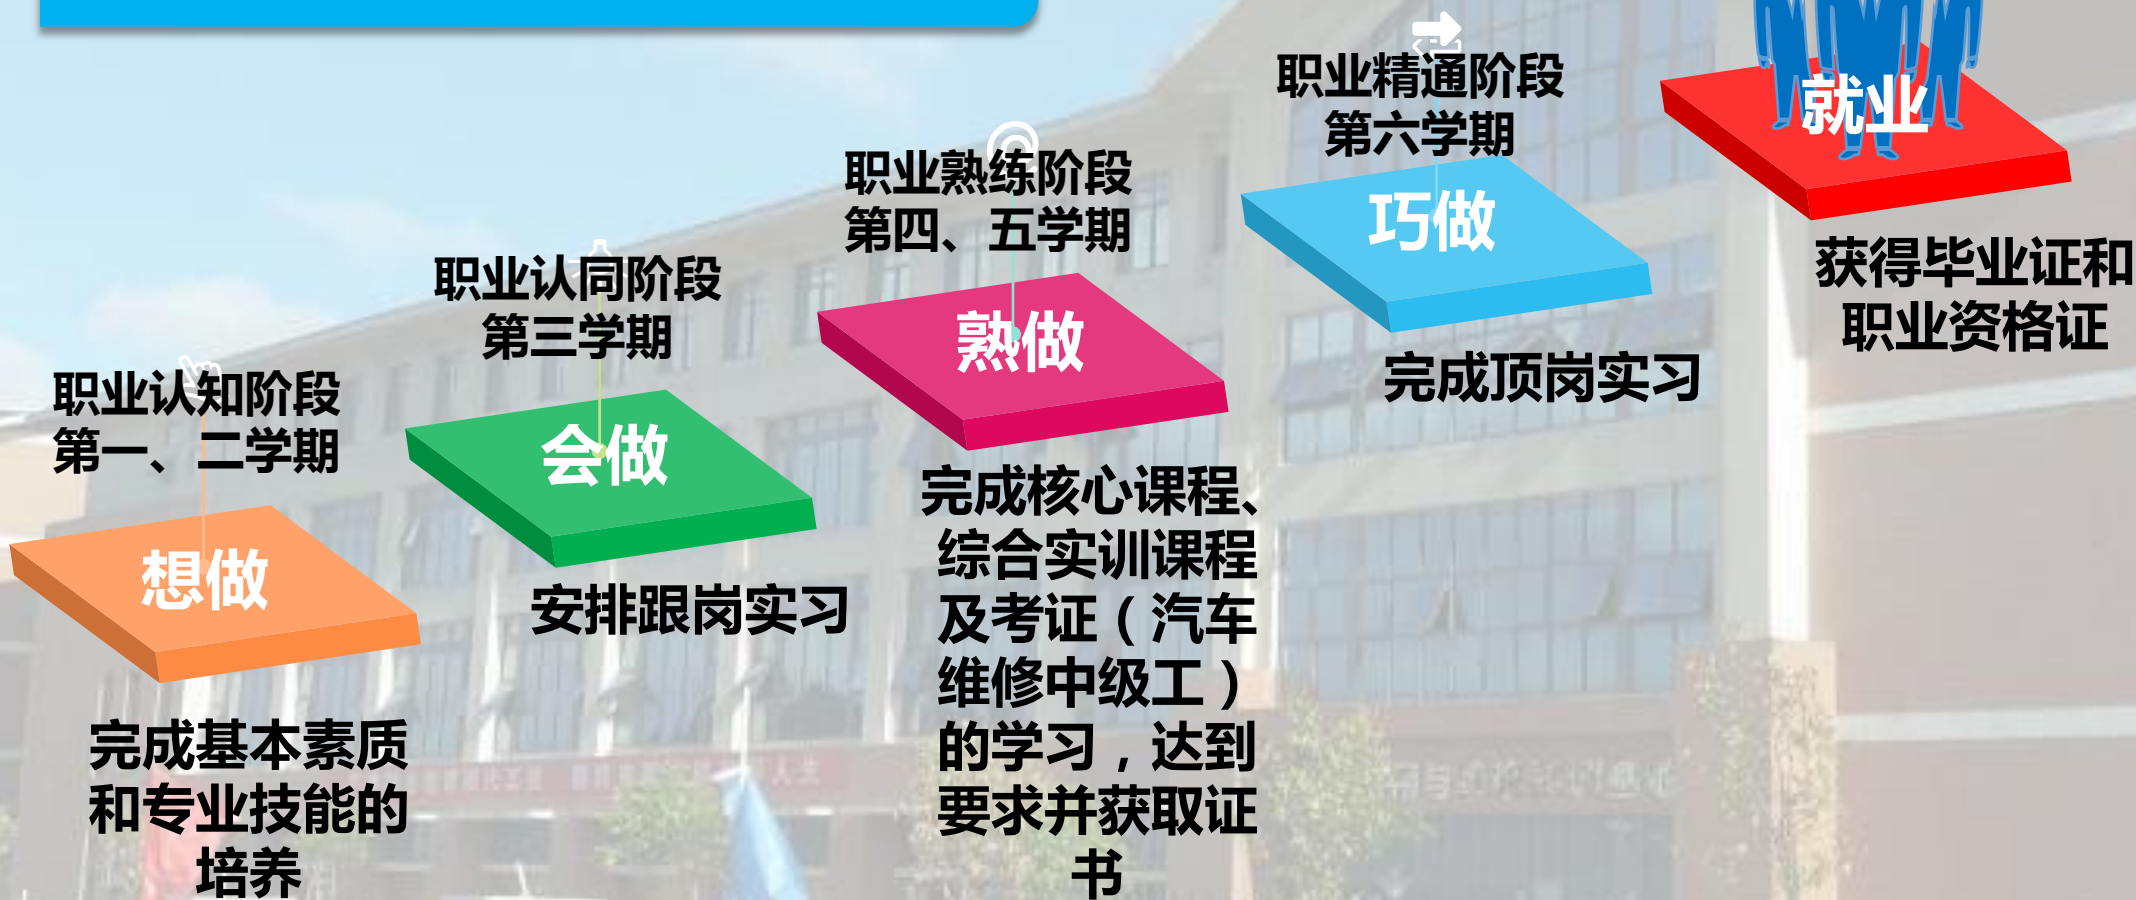 职业认知阶段
第一、二学期
想做
完成基本素质
和专业技能的
培养
职业认同阶段
第三学期
会做
安排跟岗实习
职业熟练阶段
第四、五学期
熟做
完成核心课程、
综合实训课程
及考证（汽车
维修中级工）
的学习，达到
要求并获取证
书
职业精通阶段
第六学期
巧做
完成顶岗实习
就业
获得毕业证和
职业资格证
人生